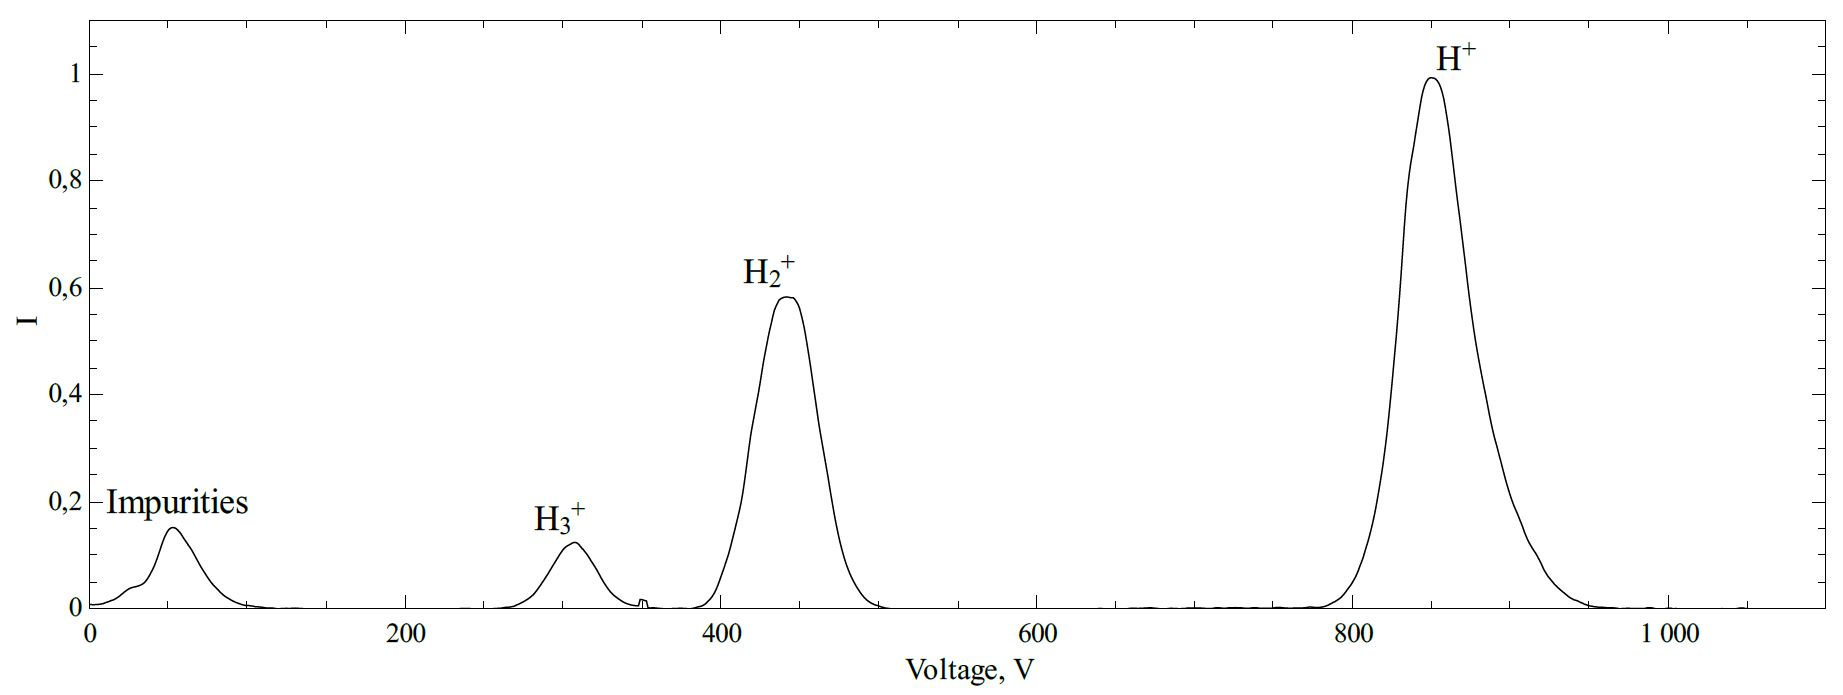 H⁺
1
0,8
H₂⁺
0,6
I
0,4
Impurities
H₃⁺
0,2
0
0 200 400 600 800 1 000
Voltage, V